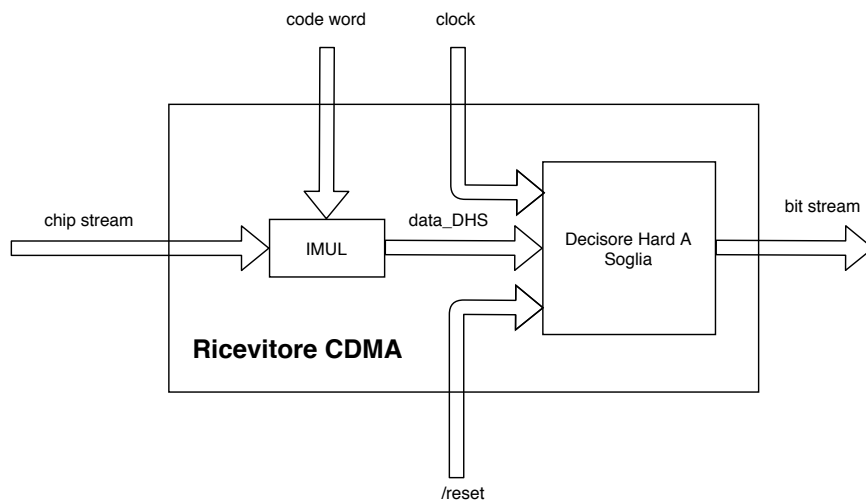 code word
clock
chip stream
data_DHS
bit stream
IMUL
Decisore Hard A
Soglia
Ricevitore CDMA
/reset